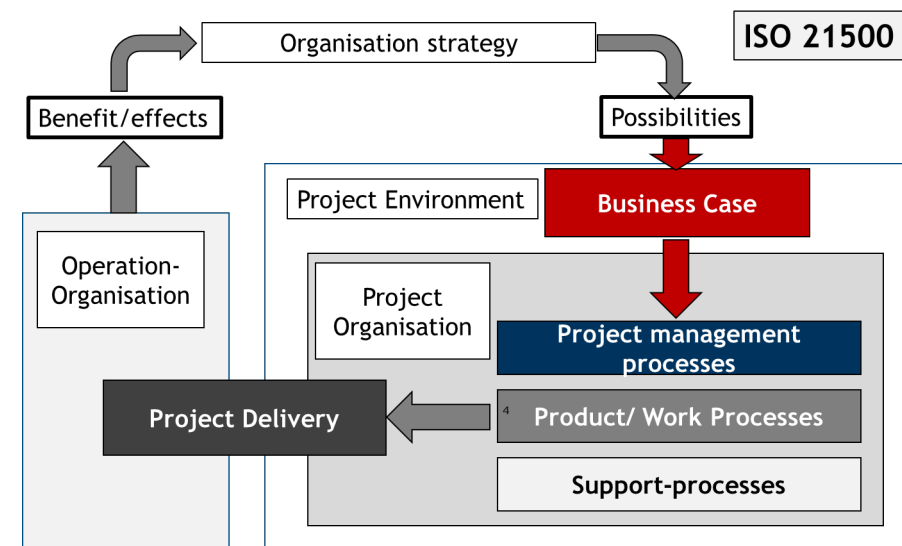 Organisation strategy
ISO 21500
Benefit/effects
Possibilities
Project Environment
Business Case
Operation-
Organisation
Project
Organisation
Project management
processes
Project Delivery
4
Product/ Work Processes
Support-processes